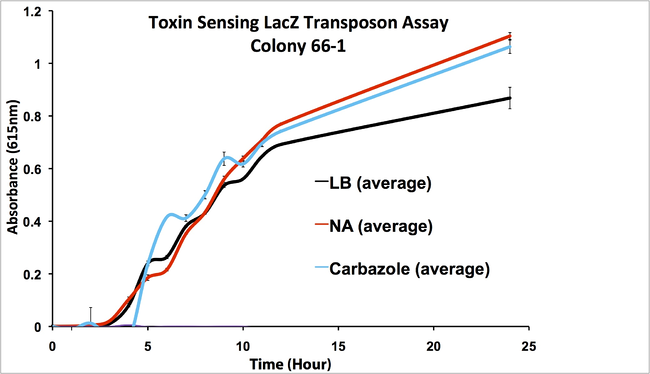 Toxin Sensing LacZ Transposon Assay
Colony 66-1
1.2
1
0.8
0.6
0.4
0.2
0
Absorbance (615nm)
LB (average)
NA (average)
Carbazole (average)
0 5 10 15 20 25
Time (Hour)